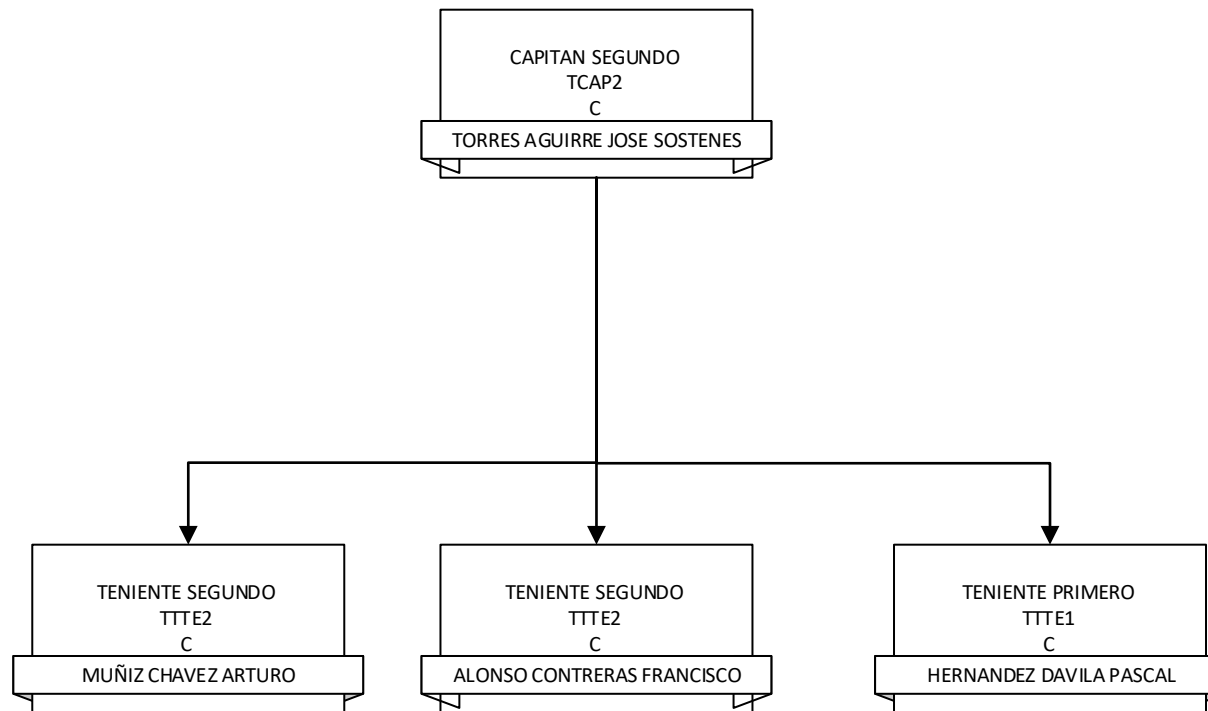 CAPITAN SEGUNDO
TCAP2
C
TORRES AGUIRRE JOSE SOSTENES
TENIENTE SEGUNDO
TTTE2
C
MUÑIZ CHAVEZ ARTURO
TENIENTE SEGUNDO
TTTE2
C
ALONSO CONTRERAS FRANCISCO
TENIENTE PRIMERO
TTTE1
C
HERNANDEZ DAVILA PASCAL